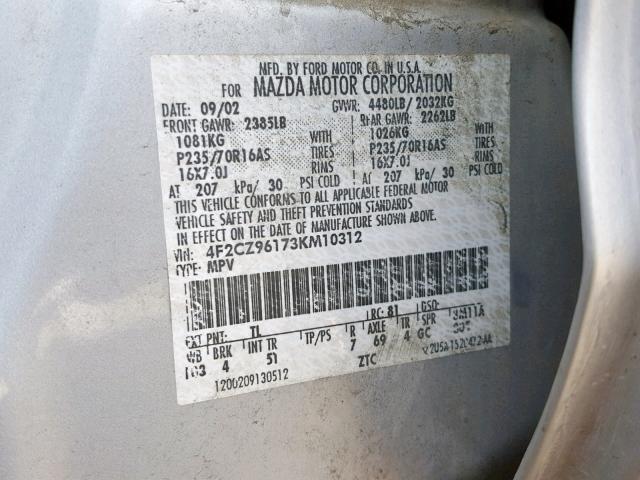 MFD. BY FORD MOTOR CO. IN U.S.A.
FOR MAZDA MOTOR CORPORATION
DATE: 09/02 GVWR: 4480LB/ 2032KG
FRONT GAWR: 2385LB REAR GAWR: 2262LB
1081KG WITH 1026KG WITH
P235/70R16AS TIRES P235/70R16AS TIRES
16X7.0J RIMS 16X7.0J RIMS
AT 207 kPa/ 30 PSI COLD AT 207 kPa/ 30 PSI COLD
THIS VEHICLE CONFORMS TO ALL APPLICABLE FEDERAL MOTOR
VEHICLE SAFETY AND THEFT PREVENTION STANDARDS
IN EFFECT ON THE DATE OF MANUFACTURE SHOWN ABOVE.
VIN: 4F2CZ96173KM10312
TYPE: MPV
EXT PNT: TL RC: 81 DSO:
WB BRK INT TR TP/PS R AXLE TR SPR
103 4 51 7 69 4 GC
1200209130512 ZTC